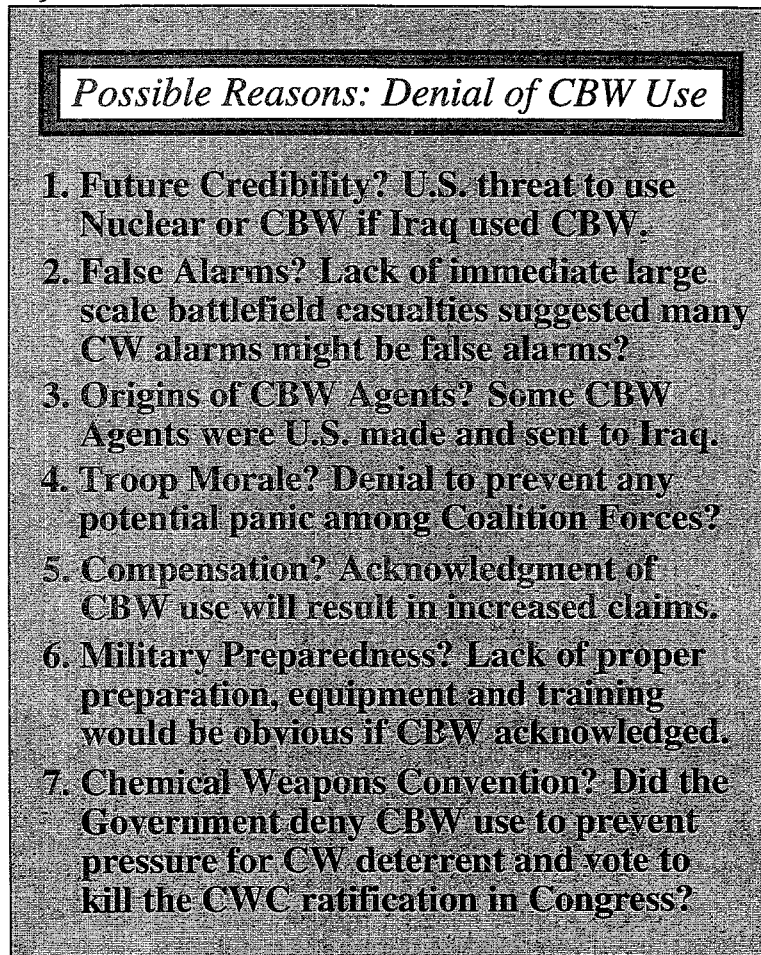 Possible Reasons: Denial of CBW Use
1. Future Credibility? U.S. threat to use
Nuclear or CBW if Iraq used CBW.
2. False Alarms? Lack of immediate large
scale battlefield casualties suggested many
CW alarms might be false alarms?
3. Origins of CBW Agents? Some CBW
Agents were U.S. made and sent to Iraq.
4. Troop Morale? Denial to prevent any
potential panic among Coalition Forces?
5. Compensation? Acknowledgment of
CBW use will result in increased claims.
6. Military Preparedness? Lack of proper
preparation, equipment and training
would be obvious if CBW acknowledged.
7. Chemical Weapons Convention? Did the
Government deny CBW use to prevent
pressure for CW deterrent and vote to
kill the CWC ratification in Congress?